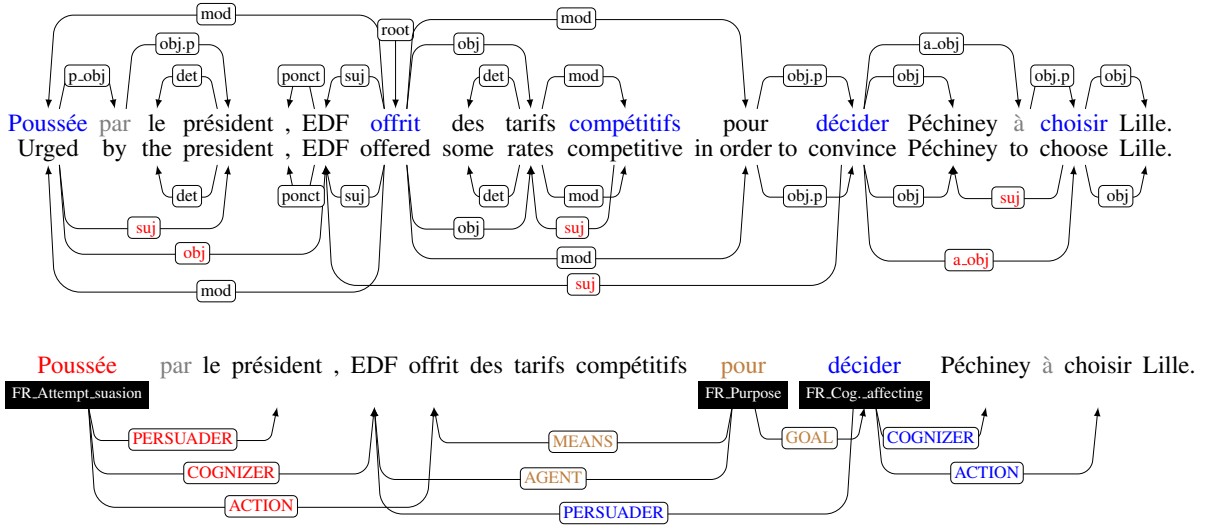 mod mod
root
obj.p obj a_obj
p_obj det ponct suj det mod obj.p obj obj.p obj
Poussée par le président , EDF offrit des tarifs compétitifs pour décider Péchiney à choisir Lille.
Urged by the president , EDF offered some rates competitive in order to convince Péchiney to choose Lille.
det ponct suj det mod obj.p obj suj obj
suj obj suj
obj mod a_obj
mod suj
Poussée par le président , EDF offrit des tarifs compétitifs pour décider Péchiney à choisir Lille.
FR_Attempt_suasion FR_Purpose FR_Cog._affecting
PERSUADER MEANS GOAL COGNIZER
COGNIZER AGENT ACTION
ACTION PERSUADER